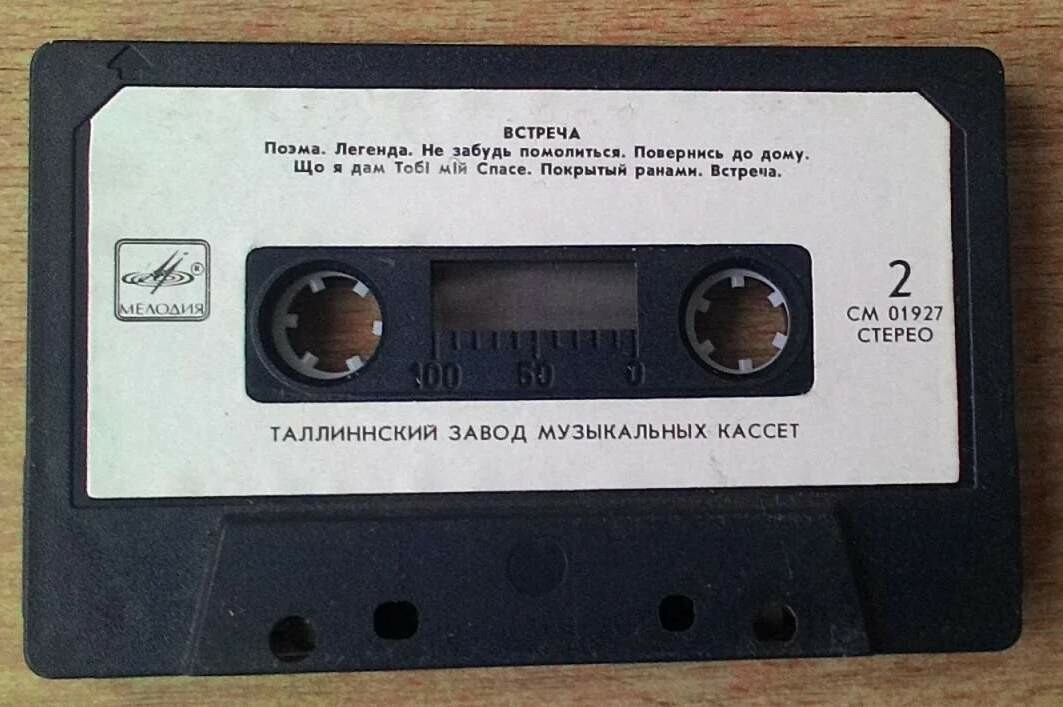 ВСТРЕЧА
Поэма. Легенда. Не забудь помолиться. Повернись до дому.
Що я дам Тобі мій Спасе. Покрытый ранами. Встреча.
МЕЛОДИЯ
®
2
СМ 01927
СТЕРЕО
100 50 0
ТАЛЛИННСКИЙ ЗАВОД МУЗЫКАЛЬНЫХ КАССЕТ